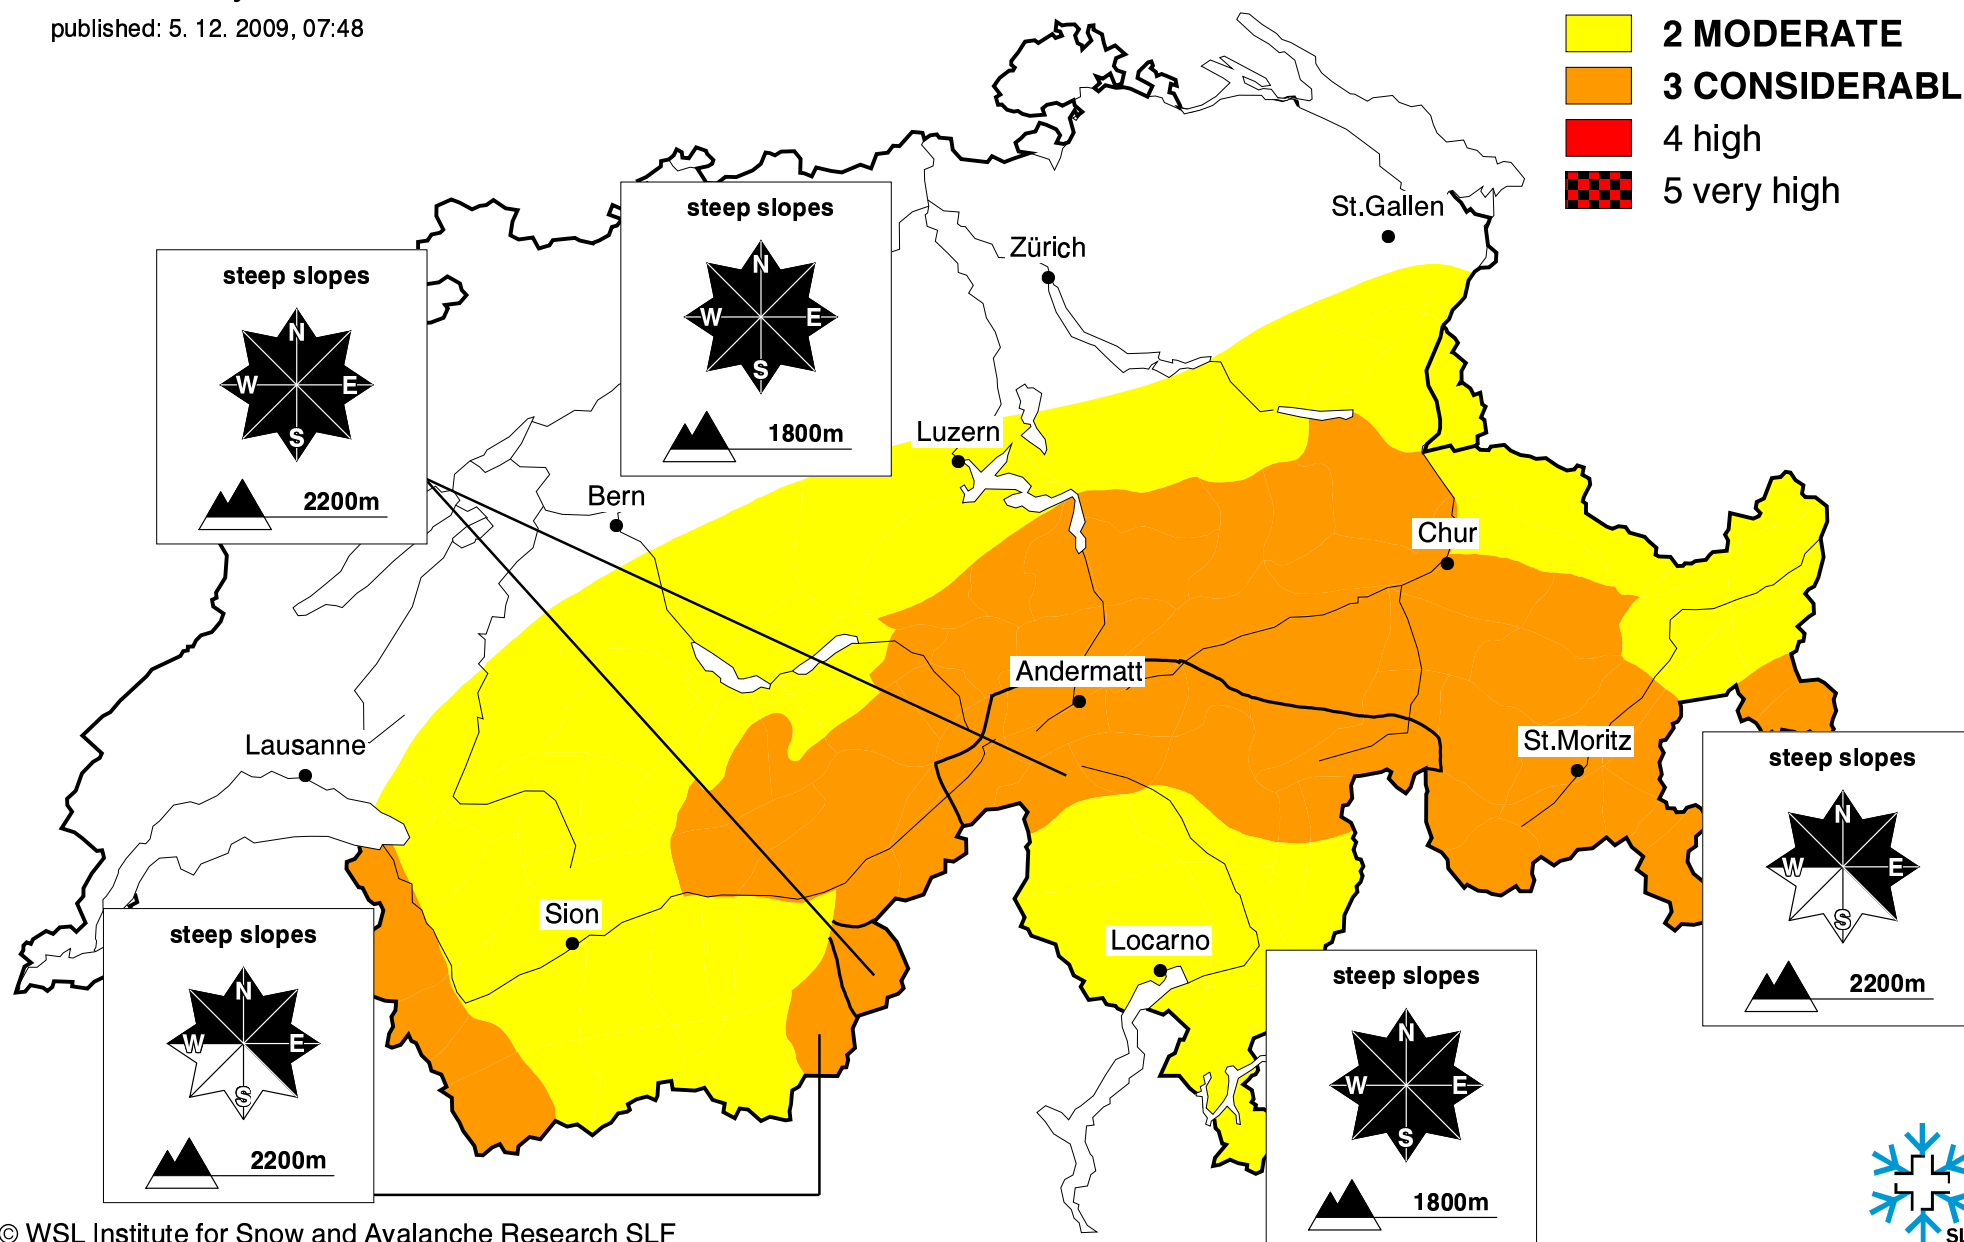 published: 5. 12. 2009, 07:48
2 MODERATE
3 CONSIDERABL
4 high
5 very high
steep slopes
N
W E
S
1800m
steep slopes
N
W E
S
2200m
St.Gallen
Zürich
Luzern
Bern
Chur
Andermatt
Lausanne
St.Moritz
Sion
Locarno
steep slopes
N
W E
S
2200m
steep slopes
N
W E
S
2200m
steep slopes
N
W E
S
1800m
© WSL Institute for Snow and Avalanche Research SLF
SL